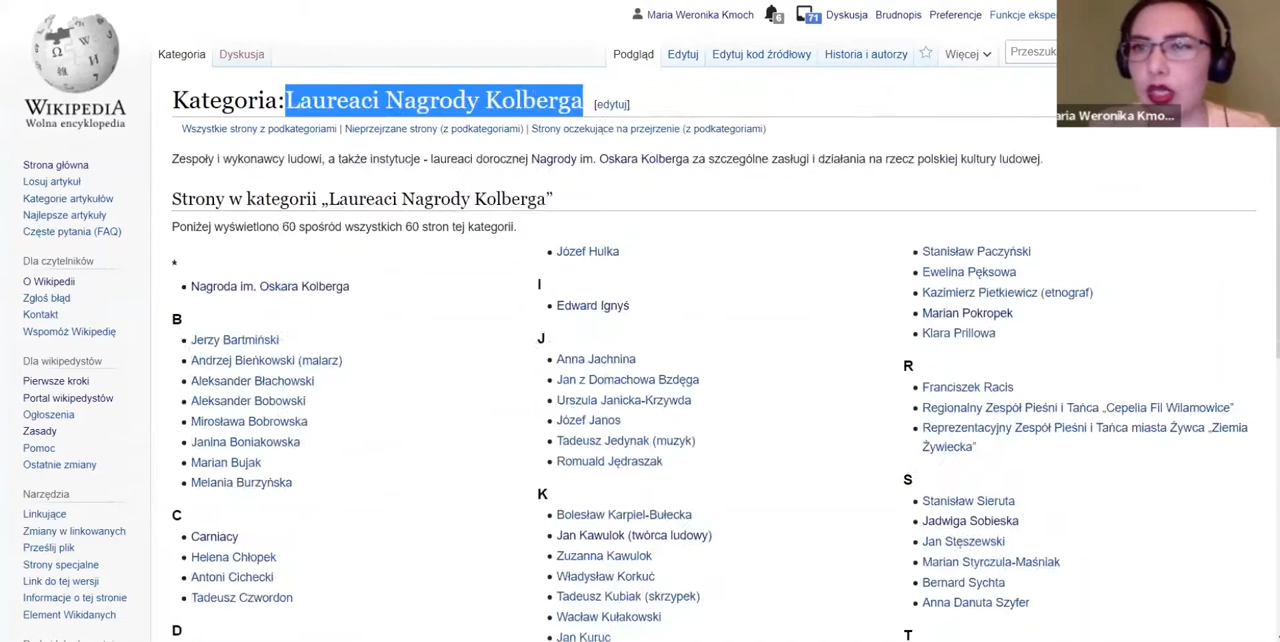 Maria Weronika Kmoch 6 71 Dyskusja Brudnopis Preferencje Funkcje ekspe
Kategoria Dyskusja Podgląd Edytuj Edytuj kod źródłowy Historia i autorzy Więcej Przeszuk
Maria Weronika Kmo...
WIKIPEDIA
Wolna encyklopedia
Strona główna
Losuj artykuł
Kategorie artykułów
Najlepsze artykuły
Częste pytania (FAQ)
Dla czytelników
O Wikipedii
Zgłoś błąd
Kontakt
Wspomóż Wikipedię
Dla wikipedystów
Pierwsze kroki
Portal wikipedystów
Ogłoszenia
Zasady
Pomoc
Ostatnie zmiany
Narzędzia
Linkujące
Zmiany w linkowanych
Prześlij plik
Strony specjalne
Link do tej wersji
Informacje o tej stronie
Element Wikidanych
Kategoria:Laureaci Nagrody Kolberga [edytuj]
Wszystkie strony z podkategoriami | Nieprzejrzane strony (z podkategoriami) | Strony oczekujące na przejrzenie (z podkategoriami)
Zespoły i wykonawcy ludowi, a także instytucje - laureaci dorocznej Nagrody im. Oskara Kolberga za szczególne zasługi i działania na rzecz polskiej kultury ludowej.
Strony w kategorii „Laureaci Nagrody Kolberga”
Poniżej wyświetlono 60 spośród wszystkich 60 stron tej kategorii.
*
Nagroda im. Oskara Kolberga
B
Jerzy Bartmiński
Andrzej Bieńkowski (malarz)
Aleksander Błachowski
Aleksander Bobowski
Mirosława Bobrowska
Janina Boniakowska
Marian Bujak
Melania Burzyńska
C
Carniacy
Helena Chłopek
Antoni Cichecki
Tadeusz Czwordon
D
Józef Hulka
I
Edward Ignyś
J
Anna Jachnina
Jan z Domachowa Bzdęga
Urszula Janicka-Krzywda
Józef Janos
Tadeusz Jedynak (muzyk)
Romuald Jędraszak
K
Bolesław Karpiel-Bułecka
Jan Kawulok (twórca ludowy)
Zuzanna Kawulok
Władysław Korkuć
Tadeusz Kubiak (skrzypek)
Wacław Kułakowski
Jan Kuruc
Stanisław Paczyński
Ewelina Pęksowa
Kazimierz Pietkiewicz (etnograf)
Marian Pokropek
Klara Prillowa
R
Franciszek Racis
Regionalny Zespół Pieśni i Tańca „Cepelia Fil Wilamowice”
Reprezentacyjny Zespół Pieśni i Tańca miasta Żywca „Ziemia
Żywiecka”
S
Stanisław Sieruta
Jadwiga Sobieska
Jan Stęszewski
Marian Styrczula-Maśniak
Bernard Sychta
Anna Danuta Szyfer
T